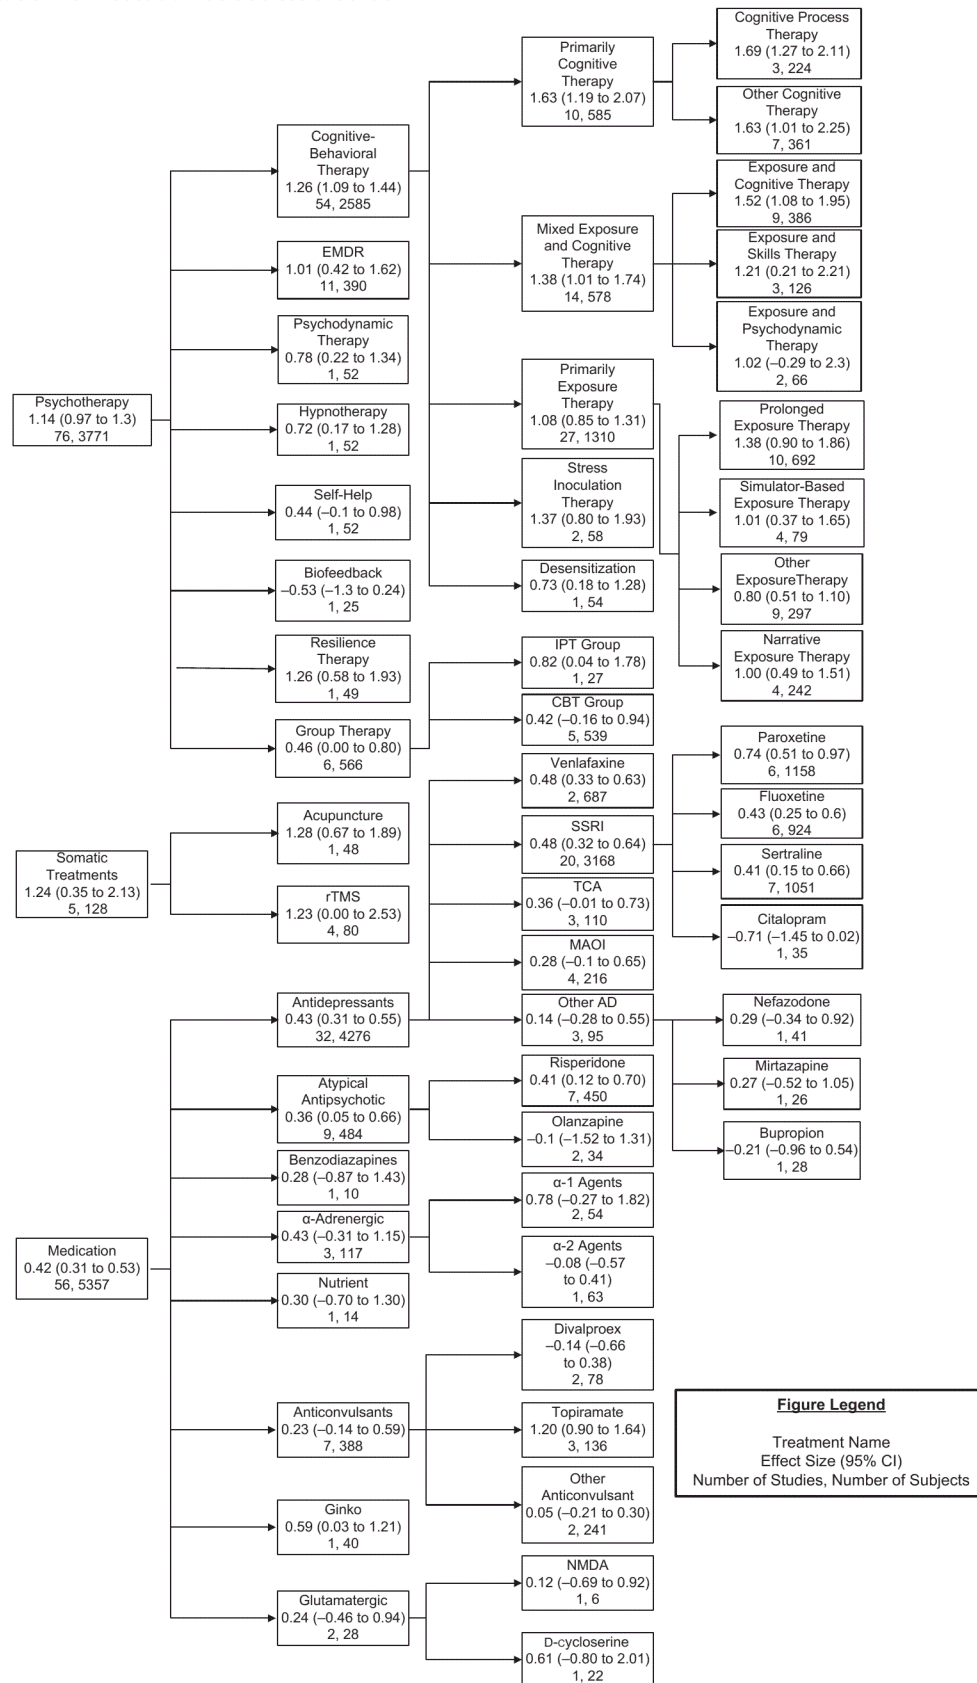 Psychotherapy
1.14 (0.97 to 1.3)
76, 3771
Cognitive-
Behavioral
Therapy
1.26 (1.09 to 1.44)
54, 2585
EMDR
1.01 (0.42 to 1.62)
11, 390
Psychodynamic
Therapy
0.78 (0.22 to 1.34)
1, 52
Hypnotherapy
0.72 (0.17 to 1.28)
1, 52
Self-Help
0.44 (–0.1 to 0.98)
1, 52
Biofeedback
–0.53 (–1.3 to 0.24)
1, 25
Resilience
Therapy
1.26 (0.58 to 1.93)
1, 49
Group Therapy
0.46 (0.00 to 0.80)
6, 566
Primarily
Cognitive
Therapy
1.63 (1.19 to 2.07)
10, 585
Mixed Exposure
and Cognitive
Therapy
1.38 (1.01 to 1.74)
14, 578
Primarily
Exposure
Therapy
1.08 (0.85 to 1.31)
27, 1310
Stress
Inoculation
Therapy
1.37 (0.80 to 1.93)
2, 58
Desensitization
0.73 (0.18 to 1.28)
1, 54
IPT Group
0.82 (0.04 to 1.78)
1, 27
CBT Group
0.42 (–0.16 to 0.94)
5, 539
Cognitive Process
Therapy
1.69 (1.27 to 2.11)
3, 224
Other Cognitive
Therapy
1.63 (1.01 to 2.25)
7, 361
Exposure and
Cognitive Therapy
1.52 (1.08 to 1.95)
9, 386
Exposure and
Skills Therapy
1.21 (0.21 to 2.21)
3, 126
Exposure and
Psychodynamic
Therapy
1.02 (–0.29 to 2.3)
2, 66
Prolonged
Exposure Therapy
1.38 (0.90 to 1.86)
10, 692
Simulator-Based
Exposure Therapy
1.01 (0.37 to 1.65)
4, 79
Other
ExposureTherapy
0.80 (0.51 to 1.10)
9, 297
Narrative
Exposure Therapy
1.00 (0.49 to 1.51)
4, 242
Somatic
Treatments
1.24 (0.35 to 2.13)
5, 128
Acupuncture
1.28 (0.67 to 1.89)
1, 48
rTMS
1.23 (0.00 to 2.53)
4, 80
Medication
0.42 (0.31 to 0.53)
56, 5357
Antidepressants
0.43 (0.31 to 0.55)
32, 4276
Atypical
Antipsychotic
0.36 (0.05 to 0.66)
9, 484
Benzodiazapines
0.28 (–0.87 to 1.43)
1, 10
α-Adrenergic
0.43 (–0.31 to 1.15)
3, 117
Nutrient
0.30 (–0.70 to 1.30)
1, 14
Anticonvulsants
0.23 (–0.14 to 0.59)
7, 388
Ginko
0.59 (0.03 to 1.21)
1, 40
Glutamatergic
0.24 (–0.46 to 0.94)
2, 28
Venlafaxine
0.48 (0.33 to 0.63)
2, 687
SSRI
0.48 (0.32 to 0.64)
20, 3168
TCA
0.36 (–0.01 to 0.73)
3, 110
MAOI
0.28 (–0.1 to 0.65)
4, 216
Other AD
0.14 (–0.28 to 0.55)
3, 95
Risperidone
0.41 (0.12 to 0.70)
7, 450
Olanzapine
–0.1 (–1.52 to 1.31)
2, 34
α-1 Agents
0.78 (–0.27 to 1.82)
2, 54
α-2 Agents
–0.08 (–0.57
to 0.41)
1, 63
Divalproex
–0.14 (–0.66
to 0.38)
2, 78
Topiramate
1.20 (0.90 to 1.64)
3, 136
Other
Anticonvulsant
0.05 (–0.21 to 0.30)
2, 241
NMDA
0.12 (–0.69 to 0.92)
1, 6
D-cycloserine
0.61 (–0.80 to 2.01)
1, 22
Paroxetine
0.74 (0.51 to 0.97)
6, 1158
Fluoxetine
0.43 (0.25 to 0.6)
6, 924
Sertraline
0.41 (0.15 to 0.66)
7, 1051
Citalopram
–0.71 (–1.45 to 0.02)
1, 35
Nefazodone
0.29 (–0.34 to 0.92)
1, 41
Mirtazapine
0.27 (–0.52 to 1.05)
1, 26
Bupropion
–0.21 (–0.96 to 0.54)
1, 28
Figure Legend
Treatment Name
Effect Size (95% CI)
Number of Studies, Number of Subjects